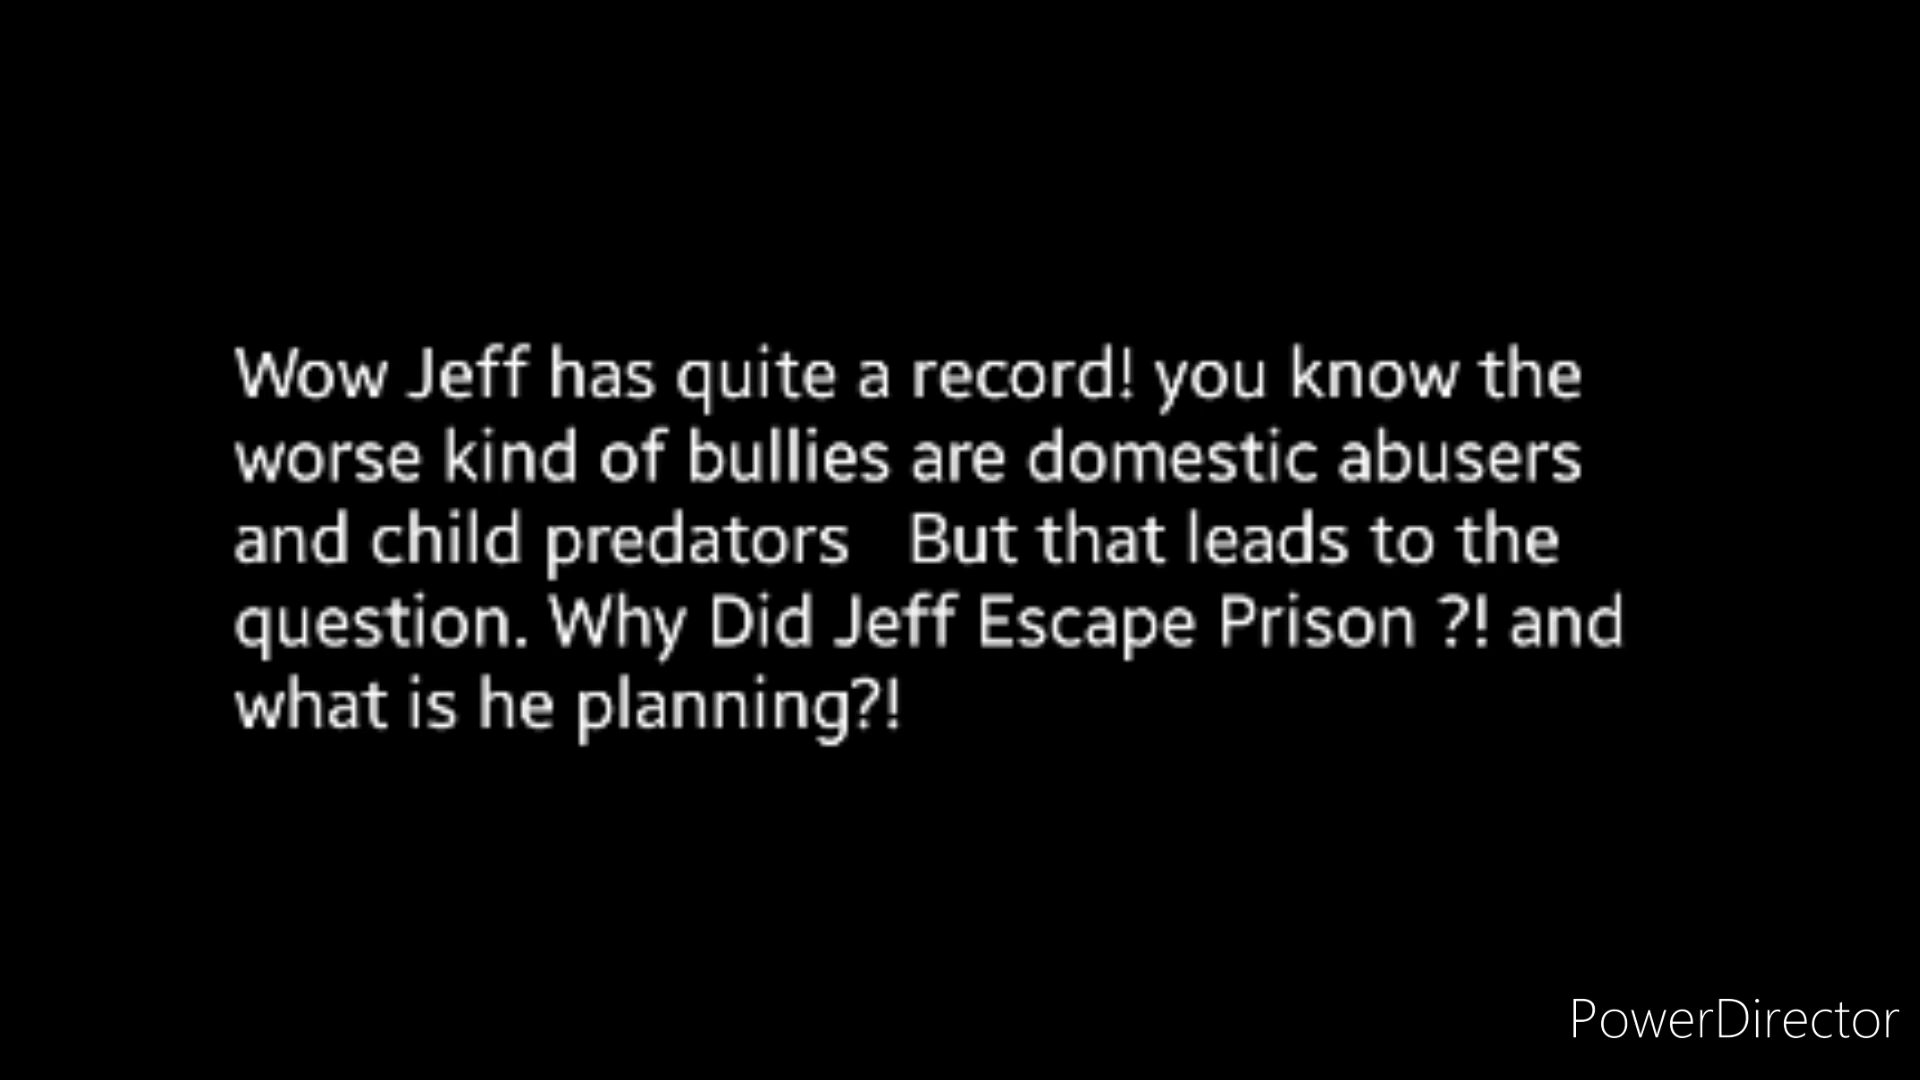 Wow Jeff has quite a record! you know the
worse kind of bullies are domestic abusers
and child predators   But that leads to the
question. Why Did Jeff Escape Prison ?! and
what is he planning?!
PowerDirector